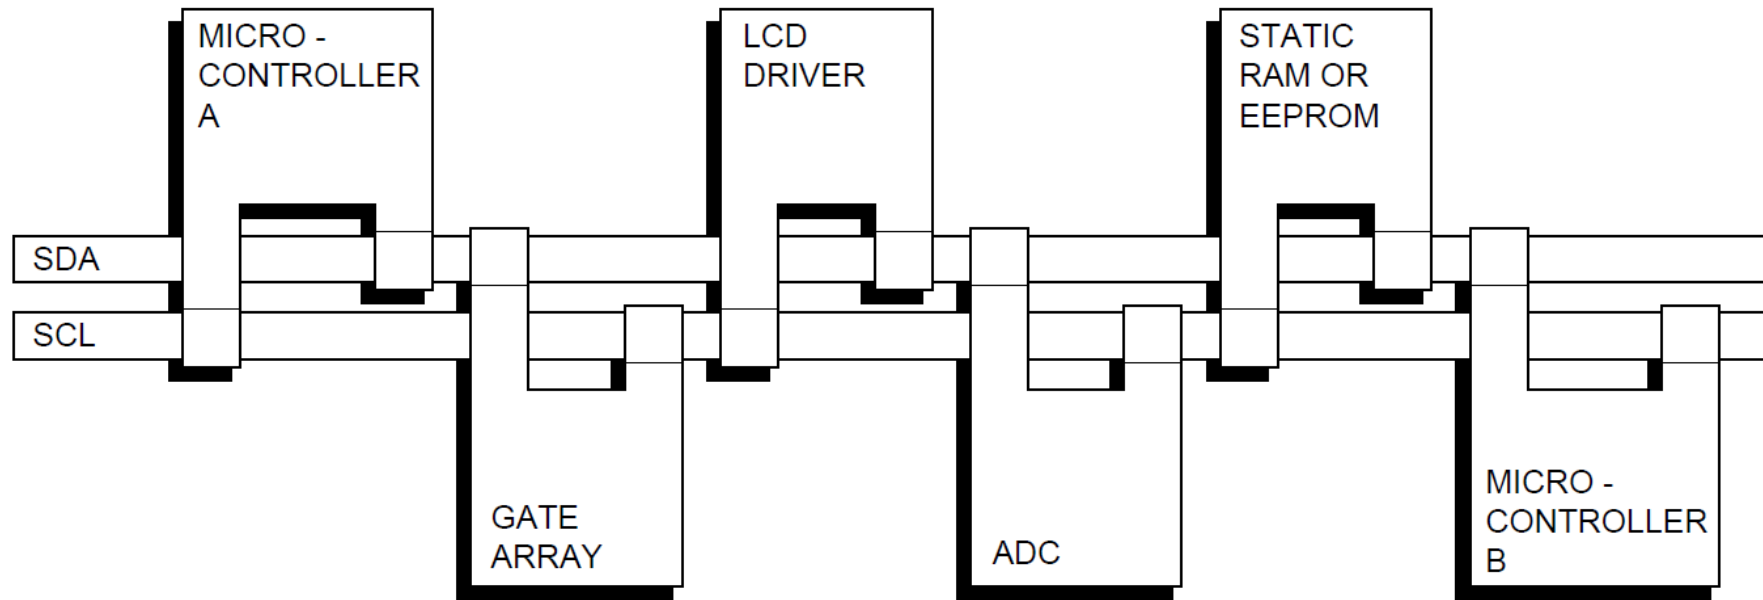 MICRO -
CONTROLLER
A
LCD
DRIVER
STATIC
RAM OR
EEPROM
SDA
SCL
GATE
ARRAY
ADC
MICRO -
CONTROLLER
B